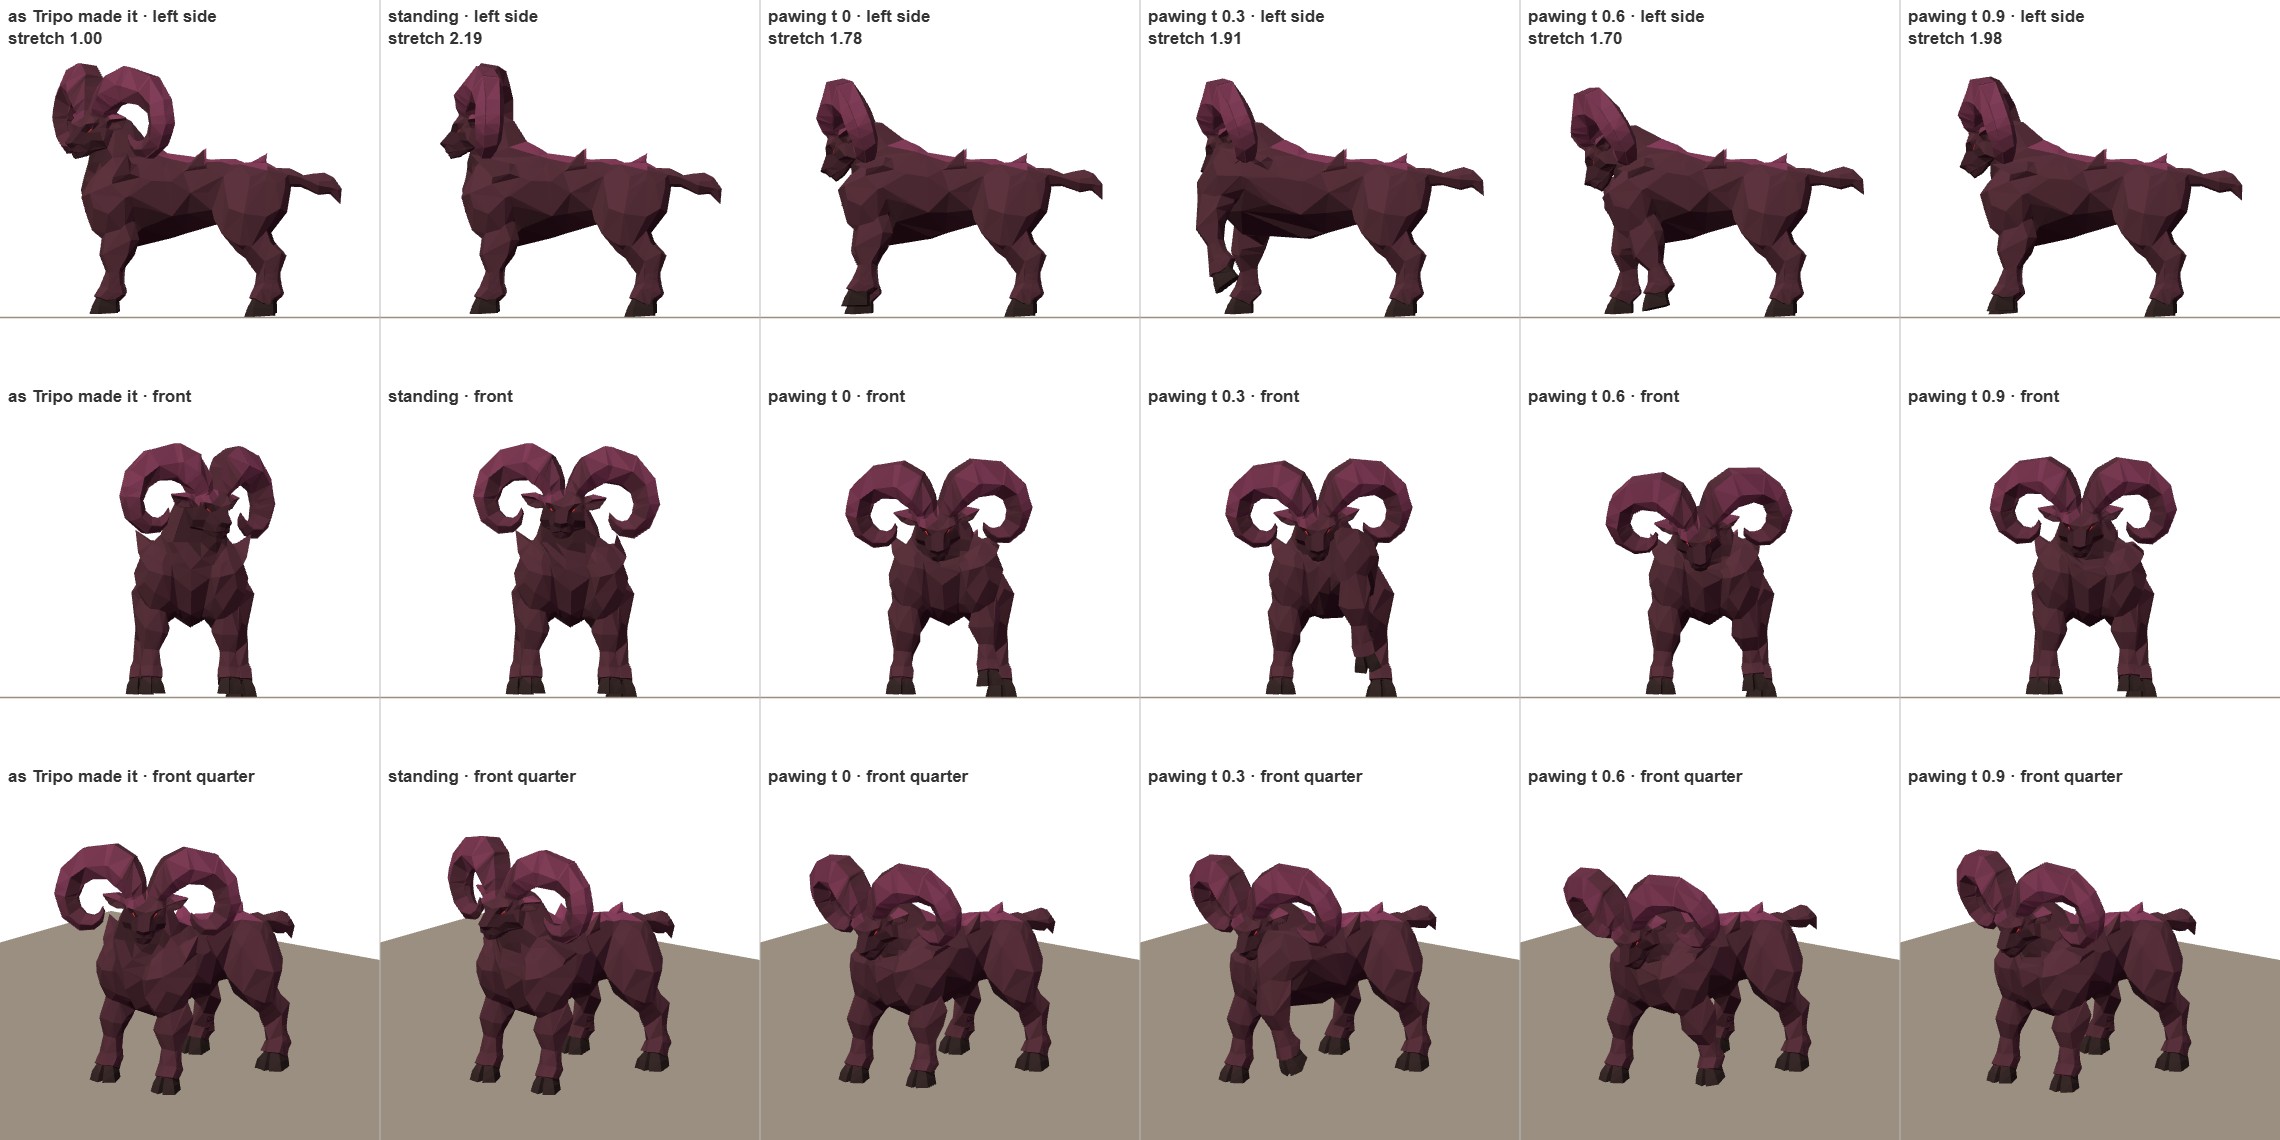 as Tripo made it · left side
stretch 1.00
standing · left side
stretch 2.19
pawing t 0 · left side
stretch 1.78
pawing t 0.3 · left side
stretch 1.91
pawing t 0.6 · left side
stretch 1.70
pawing t 0.9 · left side
stretch 1.98
as Tripo made it · front
standing · front
pawing t 0 · front
pawing t 0.3 · front
pawing t 0.6 · front
pawing t 0.9 · front
as Tripo made it · front quarter
standing · front quarter
pawing t 0 · front quarter
pawing t 0.3 · front quarter
pawing t 0.6 · front quarter
pawing t 0.9 · front quarter